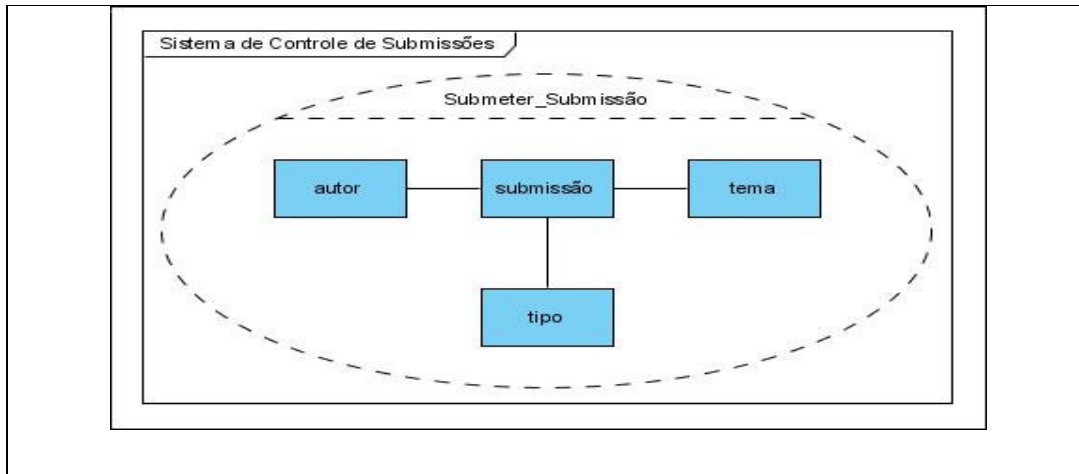 Sistema de Controle de Submissões
Submeter_Submissão
autor
submissão
tema
tipo